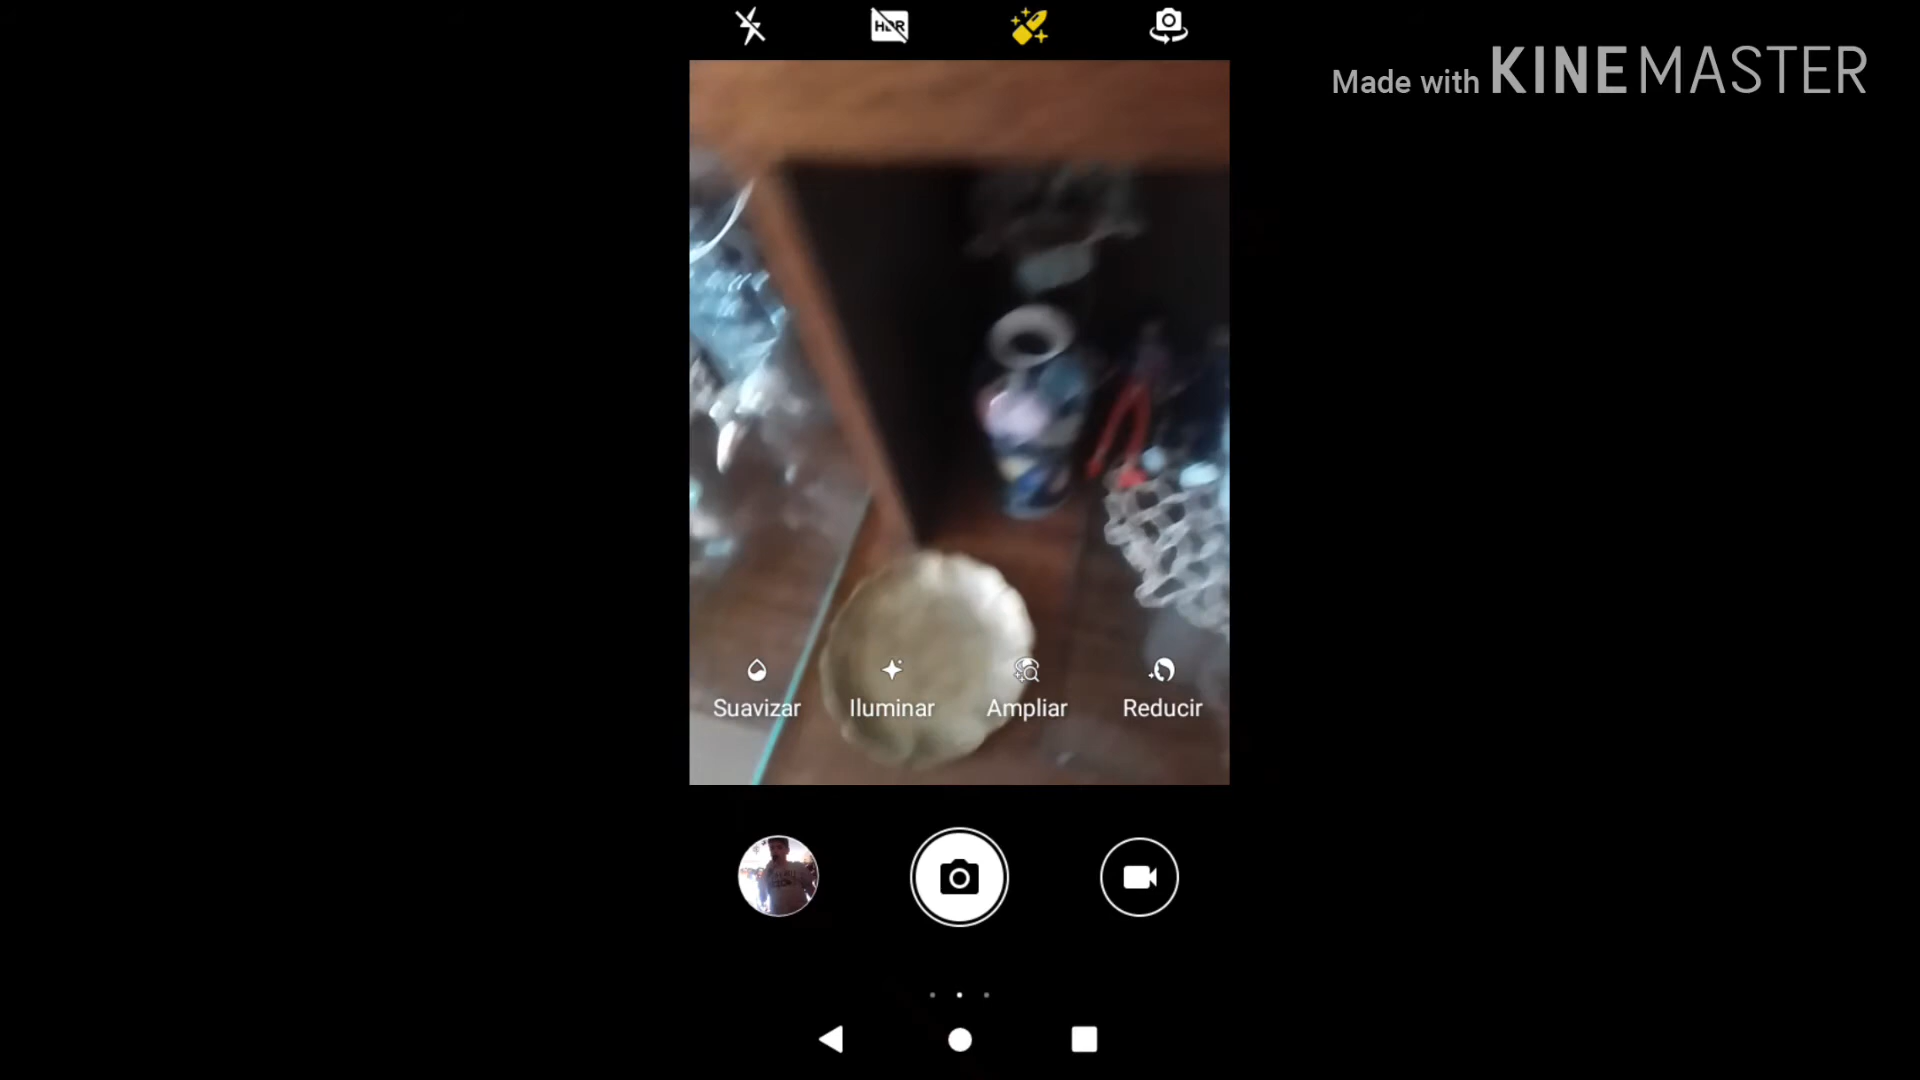 HDR
Made with KINEMASTER
Suavizar
Iluminar
Ampliar
Reducir